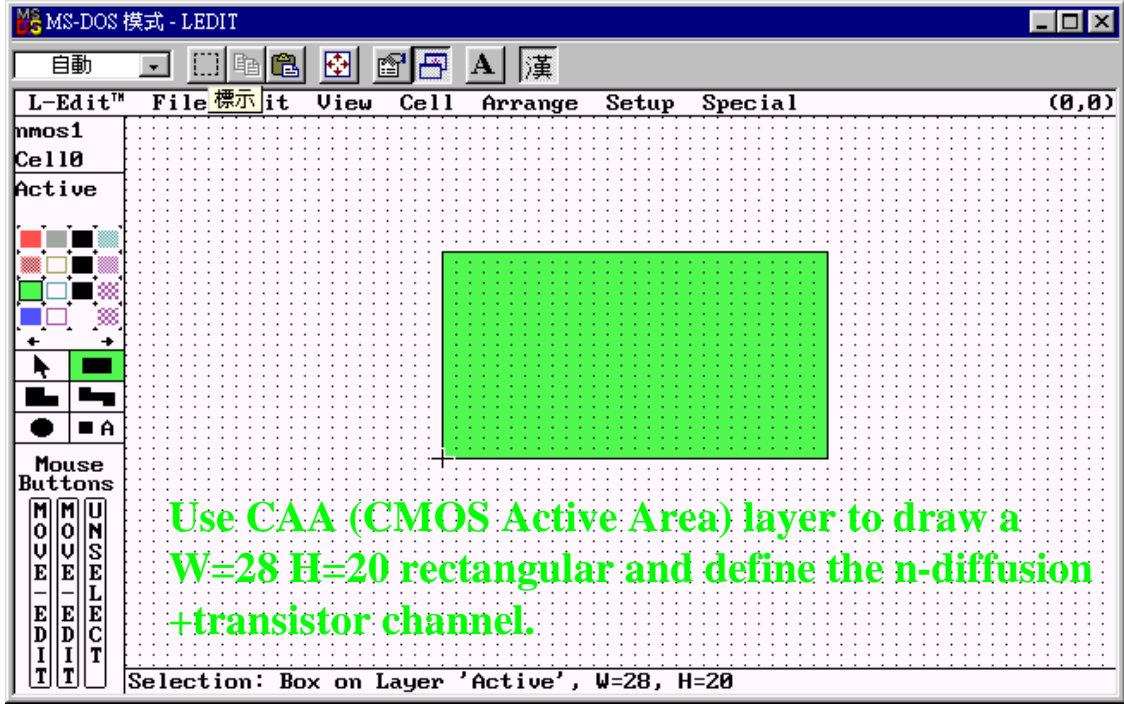 MS-DOS 模式 - LEDIT
自動
A 漢
L-Edit™ File 標示 it View Cell Arrange Setup Special (0,0)
nmos1
Cell0
Active
A
Mouse
Buttons
MOVE-EDIT
MOVE-EDIT
UNSELECT
Use CAA (CMOS Active Area) layer to draw a
W=28 H=20 rectangular and define the n-diffusion
+transistor channel.
Selection: Box on Layer 'Active', W=28, H=20